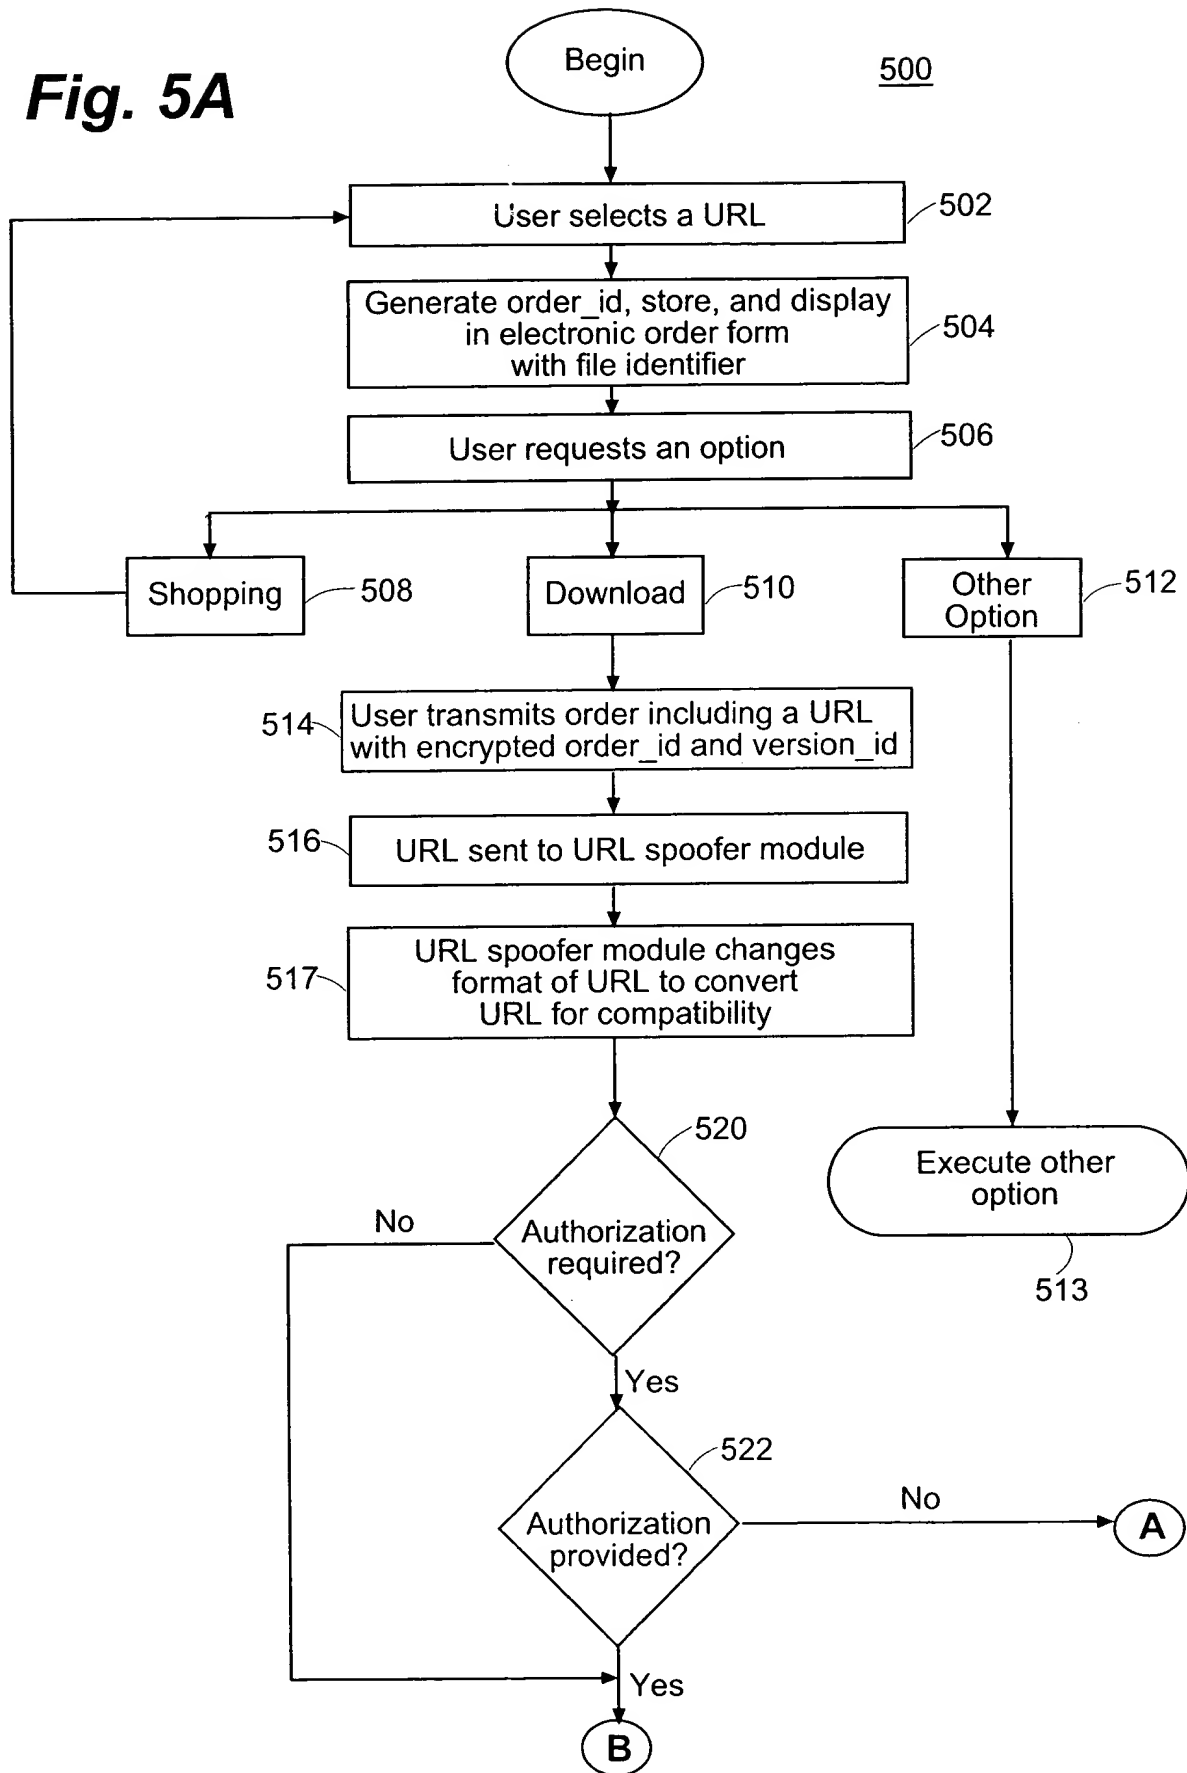 Fig. 5A
Begin
500
User selects a URL
502
Generate order_id, store, and display
in electronic order form
with file identifier
504
User requests an option
506
Shopping
508
Download
510
Other
Option
512
514
User transmits order including a URL
with encrypted order_id and version_id
516
URL sent to URL spoofer module
517
URL spoofer module changes
format of URL to convert
URL for compatibility
520
Authorization
required?
No
Yes
Execute other
option
513
522
Authorization
provided?
No
A
Yes
B